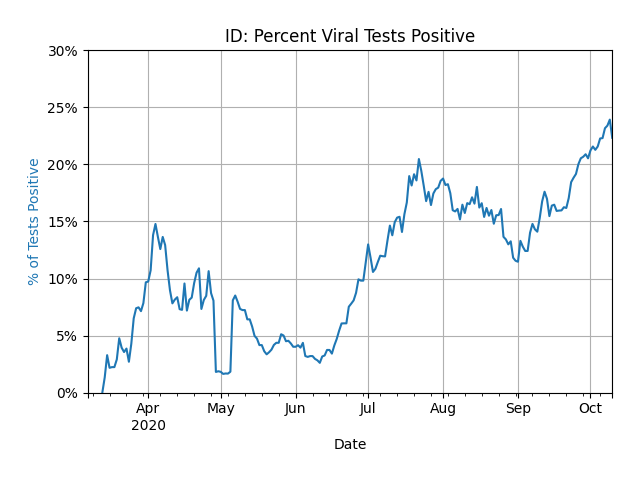 ID: Percent Viral Tests Positive
30%
25%
20%
15%
10%
5%
0%
% of Tests Positive
Apr May Jun Jul Aug Sep Oct
2020
Date